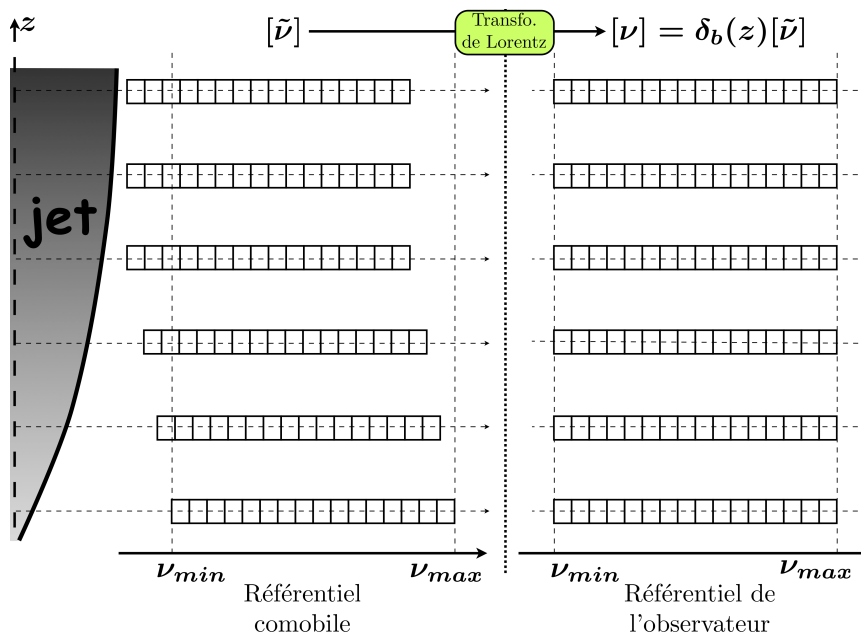 z
[ν̃]
Transfo.
de Lorentz
[ν] = δ_b(z)[ν̃]
jet
ν_min
ν_max
ν_min
ν_max
Référentiel
comobile
Référentiel de
l'observateur